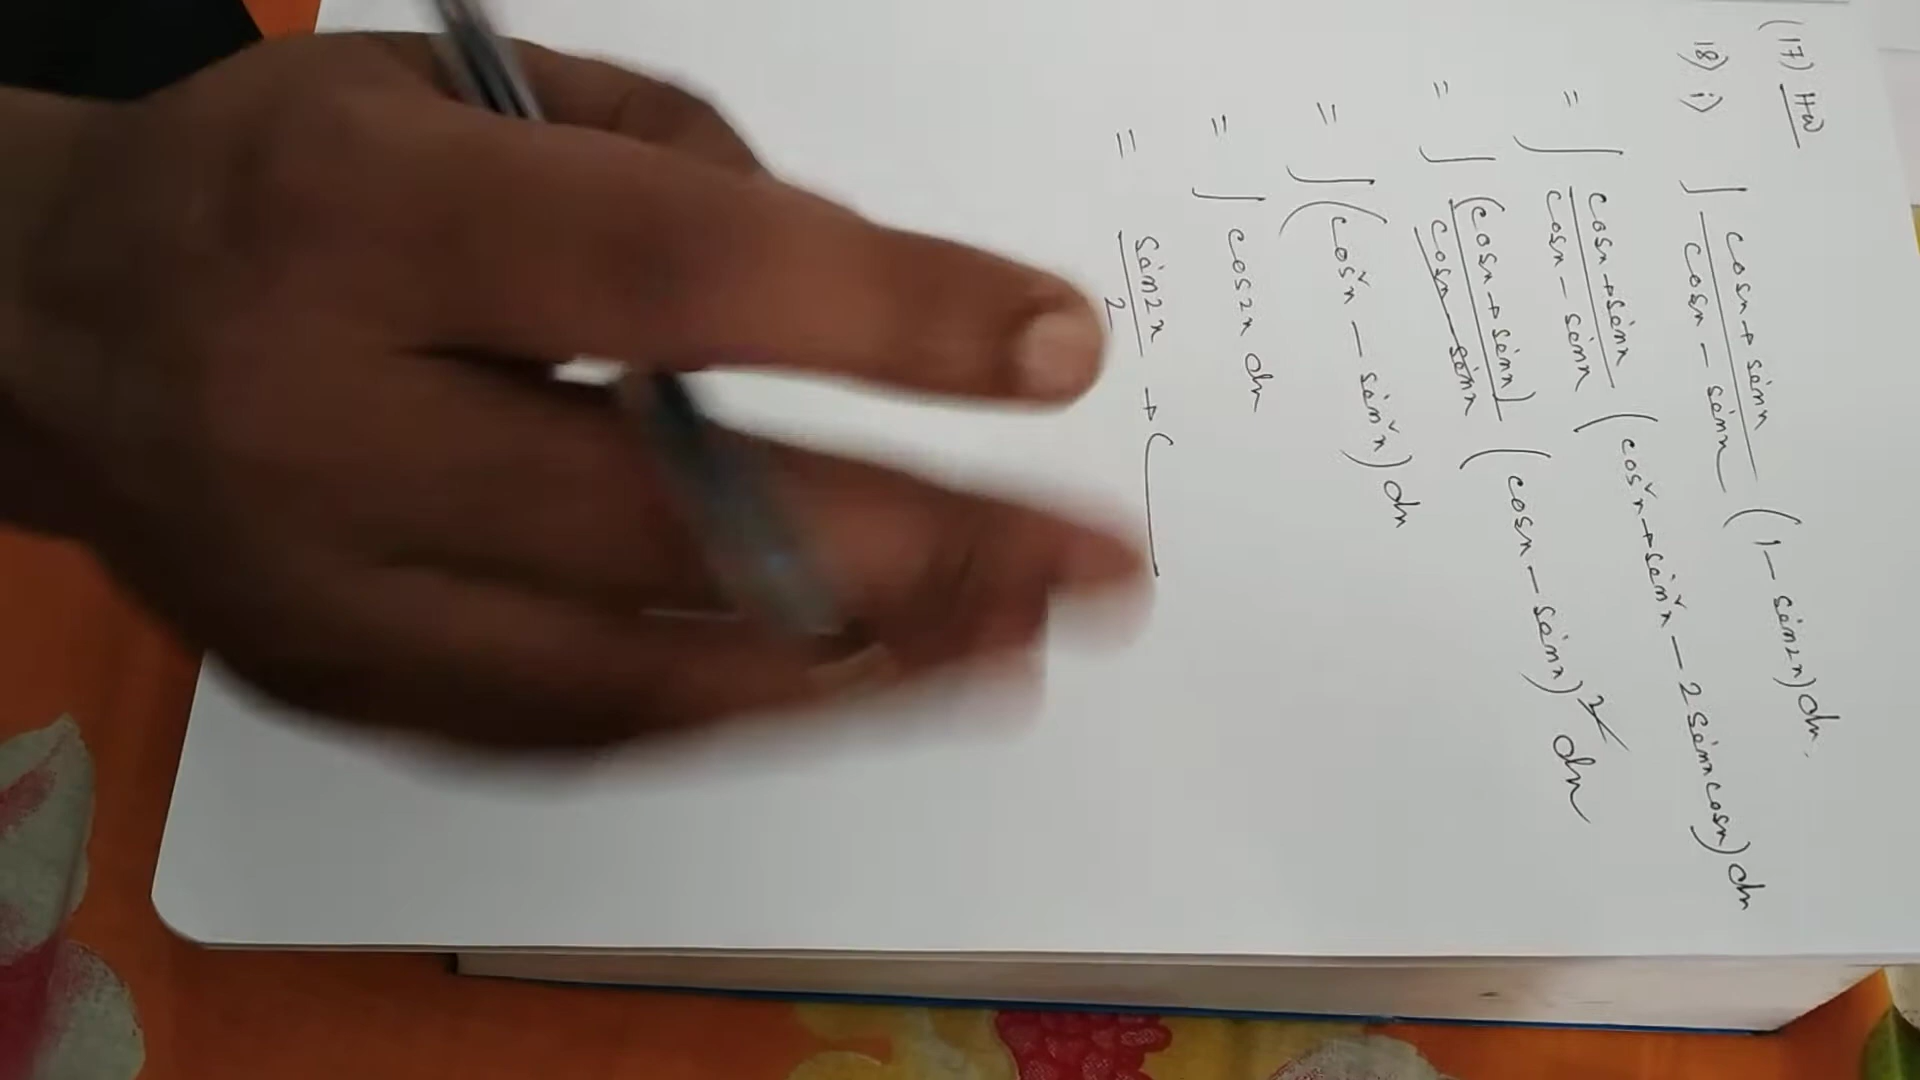 (17) HW
18) i) ∫ (cosx + sinx)/(cosx - sinx) (1 - sin2x) dx.
= ∫ (cosx + sinx)/(cosx - sinx) (cos²x + sin²x - 2 sinx cosx) dx
= ∫ (cosx + sinx)/(cosx - sinx) (cosx - sinx)² dx
= ∫ (cos²x - sin²x) dx
= ∫ cos2x dx
= sin2x/2 + C